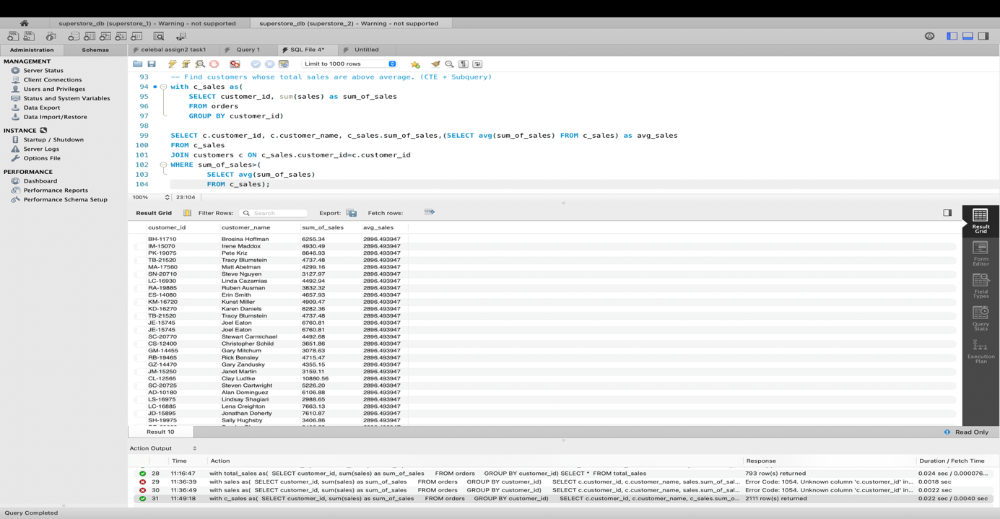 superstore_db (superstore_1) - Warning - not supported superstore_db (superstore_2) - Warning - not supported
Administration Schemas celebal assign2 task1 Query 1 SQL File 4* Untitled
MANAGEMENT
Server Status
Client Connections
Users and Privileges
Status and System Variables
Data Export
Data Import/Restore
INSTANCE
Startup / Shutdown
Server Logs
Options File
PERFORMANCE
Dashboard
Performance Reports
Performance Schema Setup
Limit to 1000 rows
93 -- Find customers whose total sales are above average. (CTE + Subquery)
94 with c_sales as(
95 SELECT customer_id, sum(sales) as sum_of_sales
96 FROM orders
97 GROUP BY customer_id)
98
99 SELECT c.customer_id, c.customer_name, c_sales.sum_of_sales,(SELECT avg(sum_of_sales) FROM c_sales) as avg_sales
100 FROM c_sales
101 JOIN customers c ON c_sales.customer_id=c.customer_id
102 WHERE sum_of_sales>(
103 SELECT avg(sum_of_sales)
104 FROM c_sales);
100% 23:104
Result Grid Filter Rows: Search Export: Fetch rows:
customer_id customer_name sum_of_sales avg_sales
BH-11710 Brosina Hoffman 6255.34 2896.493947
IM-15070 Irene Maddox 4930.49 2896.493947
PK-19075 Pete Kriz 8646.93 2896.493947
TB-21520 Tracy Blumstein 4737.48 2896.493947
MA-17560 Matt Abelman 4299.16 2896.493947
SN-20710 Steve Nguyen 3127.97 2896.493947
LC-16930 Linda Cazamias 4492.94 2896.493947
RA-19885 Ruben Ausman 3832.32 2896.493947
ES-14080 Erin Smith 4657.93 2896.493947
KM-16720 Kunst Miller 4909.47 2896.493947
KD-16270 Karen Daniels 8282.36 2896.493947
TB-21520 Tracy Blumstein 4737.48 2896.493947
JE-15745 Joel Eaton 6760.81 2896.493947
JE-15745 Joel Eaton 6760.81 2896.493947
SC-20770 Stewart Carmichael 4492.68 2896.493947
CS-12400 Christopher Schild 3651.86 2896.493947
GM-14455 Gary Mitchum 3078.63 2896.493947
RB-19465 Rick Bensley 4715.47 2896.493947
GZ-14470 Gary Zandusky 4355.15 2896.493947
JM-15250 Janet Martin 3159.11 2896.493947
CL-12565 Clay Ludtke 10880.56 2896.493947
SC-20725 Steven Cartwright 5226.20 2896.493947
AD-10180 Alan Dominguez 6106.88 2896.493947
LS-16975 Lindsay Shagiari 2988.65 2896.493947
LC-16885 Lena Creighton 7663.13 2896.493947
JD-15895 Jonathan Doherty 7610.87 2896.493947
SH-19975 Sally Hughsby 3406.86 2896.493947
Result Grid
Form Editor
Field Types
Query Stats
Execution Plan
Result 10 Read Only
Action Output
Time Action Response Duration / Fetch Time
28 11:16:47 with total_sales as( SELECT customer_id, sum(sales) as sum_of_sales FROM orders GROUP BY customer_id) SELECT * FROM total_sales 793 row(s) returned 0.024 sec / 0.000076...
29 11:36:39 with sales as( SELECT customer_id, sum(sales) as sum_of_sales FROM orders GROUP BY customer_id) SELECT c.customer_id, c.customer_name, sales.sum_of_sal... Error Code: 1054. Unknown column 'c.customer_id' in... 0.0018 sec
30 11:36:49 with sales as( SELECT customer_id, sum(sales) as sum_of_sales FROM orders GROUP BY customer_id) SELECT c.customer_id, c.customer_name, sales.sum_of_sal... Error Code: 1054. Unknown column 'c.customer_id' in... 0.0022 sec
31 11:49:18 with c_sales as( SELECT customer_id, sum(sales) as sum_of_sales FROM orders GROUP BY customer_id) SELECT c.customer_id, c.customer_name, c_sales.sum_o... 2111 row(s) returned 0.022 sec / 0.0040 sec
Query Completed